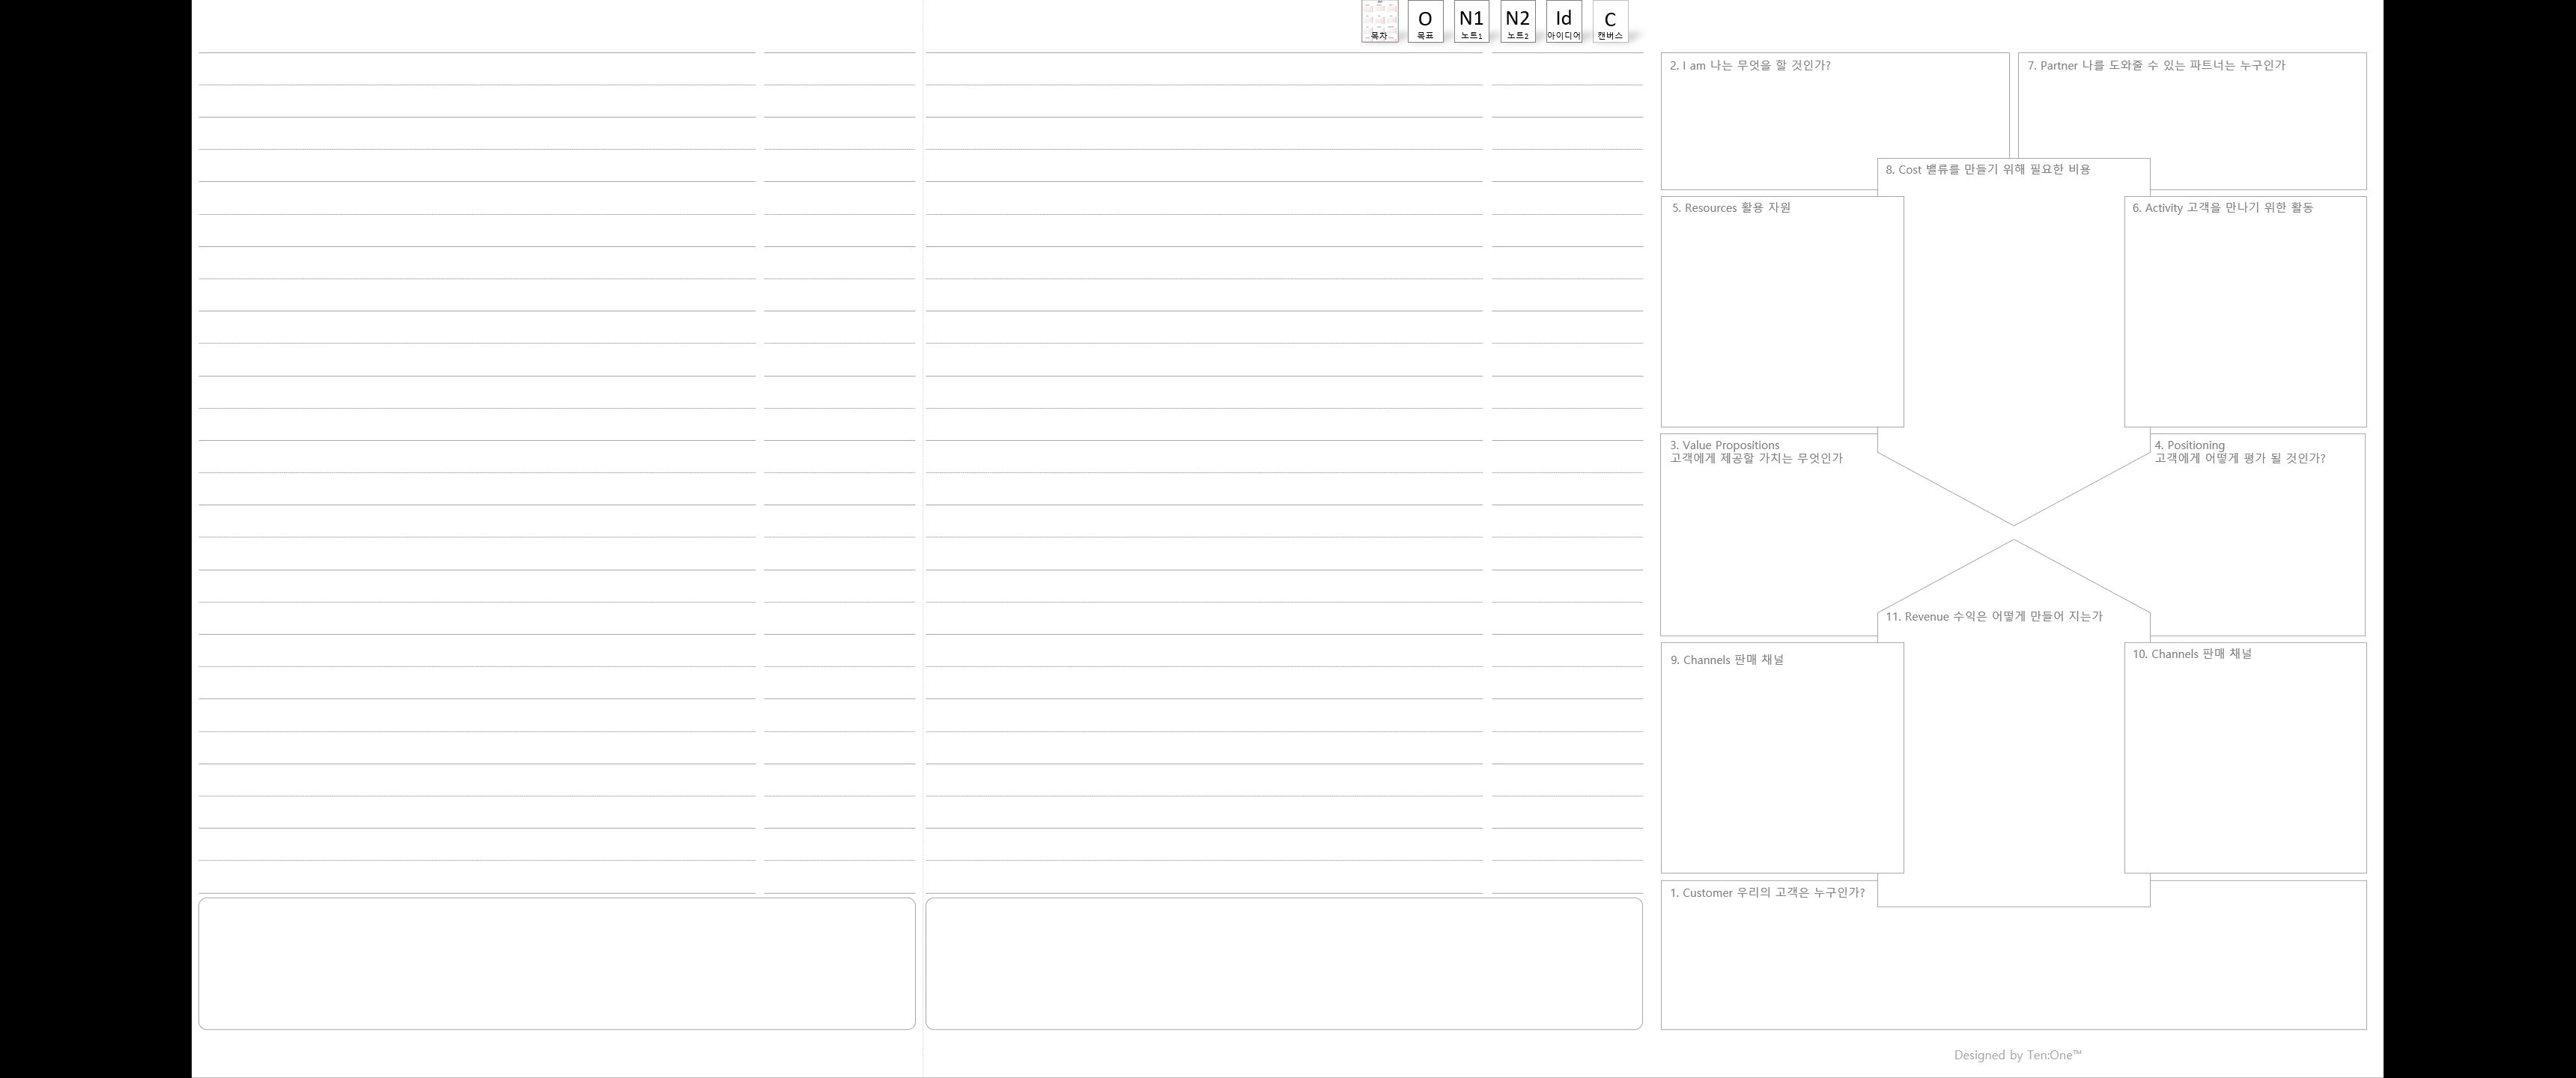 목차
O
목표
N1
노트1
N2
노트2
Id
아이디어
C
캔버스
2. I am 나는 무엇을 할 것인가?
7. Partner 나를 도와줄 수 있는 파트너는 누구인가
8. Cost 밸류를 만들기 위해 필요한 비용
5. Resources 활용 자원
6. Activity 고객을 만나기 위한 활동
3. Value Propositions
고객에게 제공할 가치는 무엇인가
4. Positioning
고객에게 어떻게 평가 될 것인가?
11. Revenue 수익은 어떻게 만들어 지는가
9. Channels 판매 채널
10. Channels 판매 채널
1. Customer 우리의 고객은 누구인가?
Designed by Ten:One™